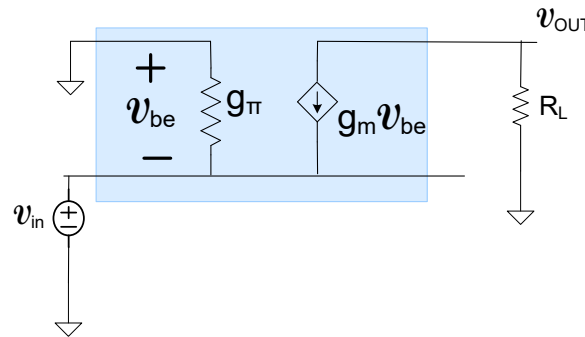 v_OUT
+
v_be
−
g_π
g_m v_be
R_L
v_in
+
−